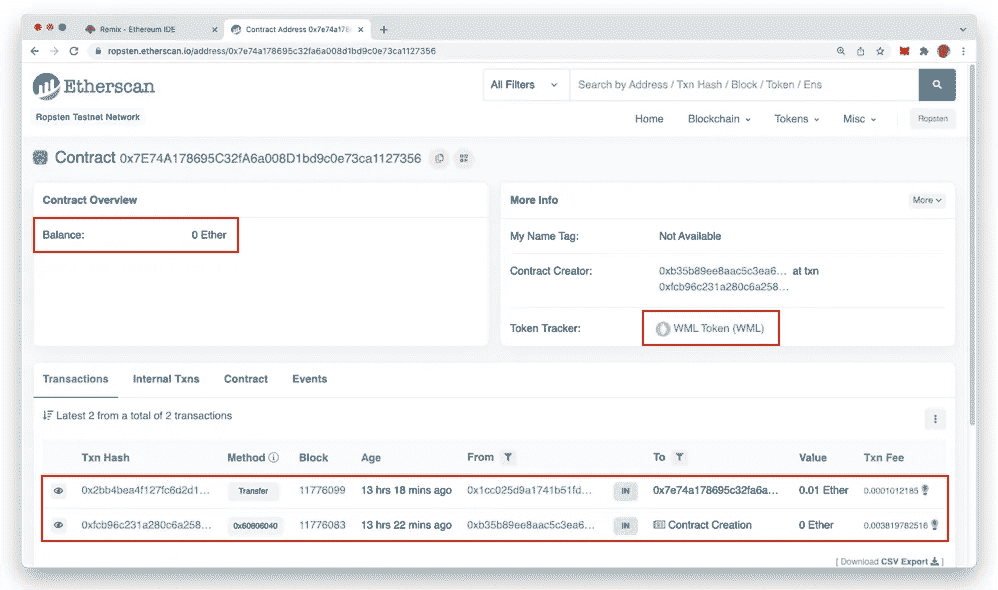 Remix - Ethereum IDE
Contract Address 0x7e74a178
ropsten.etherscan.io/address/0x7e74a178695c32fa6a008d1bd9c0e73ca1127356
Etherscan
All Filters
Search by Address / Txn Hash / Block / Token / Ens
Ropsten Testnet Network
Home Blockchain Tokens Misc Ropsten
Contract 0x7E74A178695C32fA6a008D1bd9c0e73ca1127356
Contract Overview
Balance: 0 Ether
More Info More
My Name Tag: Not Available
Contract Creator: 0xb35b89ee8aac5c3ea6... at txn
0xfcb96c231a280c6a258...
Token Tracker: WML Token (WML)
Transactions Internal Txns Contract Events
Latest 2 from a total of 2 transactions
Txn Hash Method Block Age From To Value Txn Fee
0x2bb4bea4f127fc6d2d1... Transfer 11776099 13 hrs 18 mins ago 0x1cc025d9a1741b51fd... IN 0x7e74a178695c32fa6a... 0.01 Ether 0.0001012185
0xfcb96c231a280c6a258... 0x60806040 11776083 13 hrs 22 mins ago 0xb35b89ee8aac5c3ea6... IN Contract Creation 0 Ether 0.003819782516
[ Download CSV Export ]